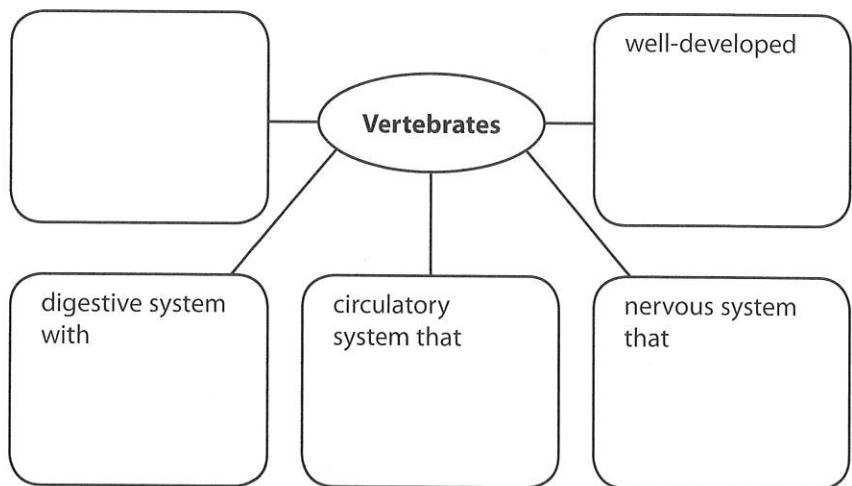 well-developed
Vertebrates
digestive system
with
circulatory
system that
nervous system
that